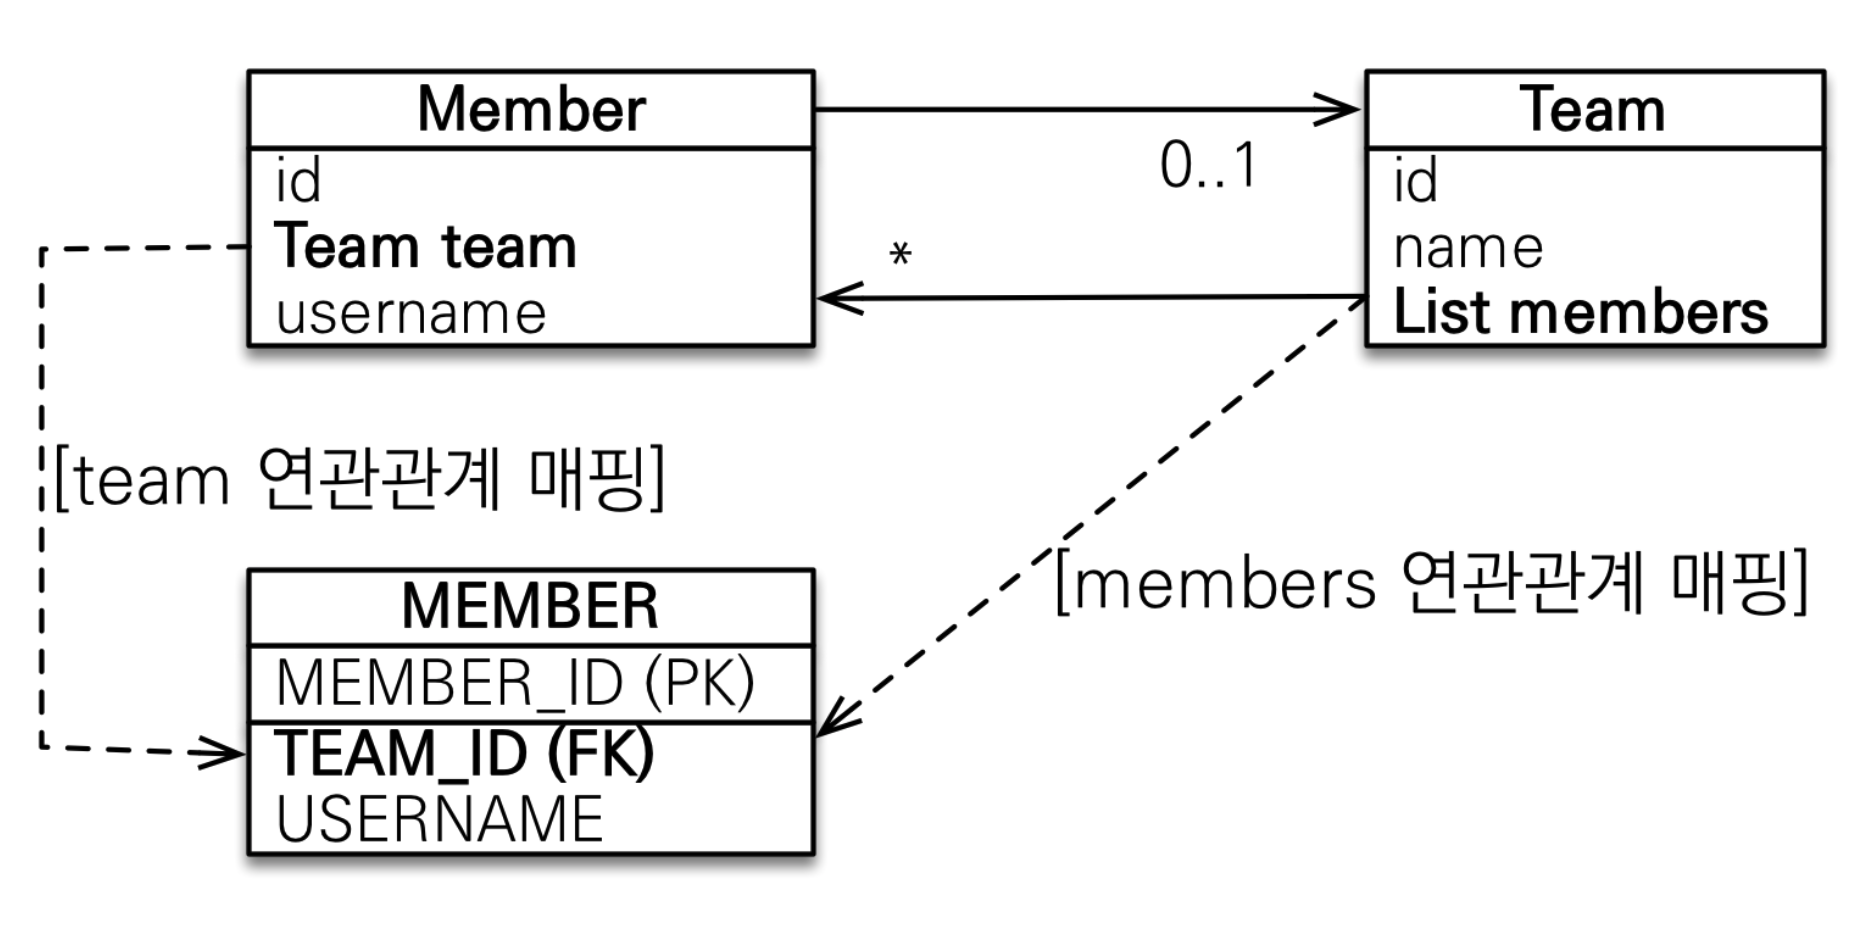 Member
id
Team team
username
0..1
*
Team
id
name
List members
[team 연관관계 매핑]
[members 연관관계 매핑]
MEMBER
MEMBER_ID (PK)
TEAM_ID (FK)
USERNAME